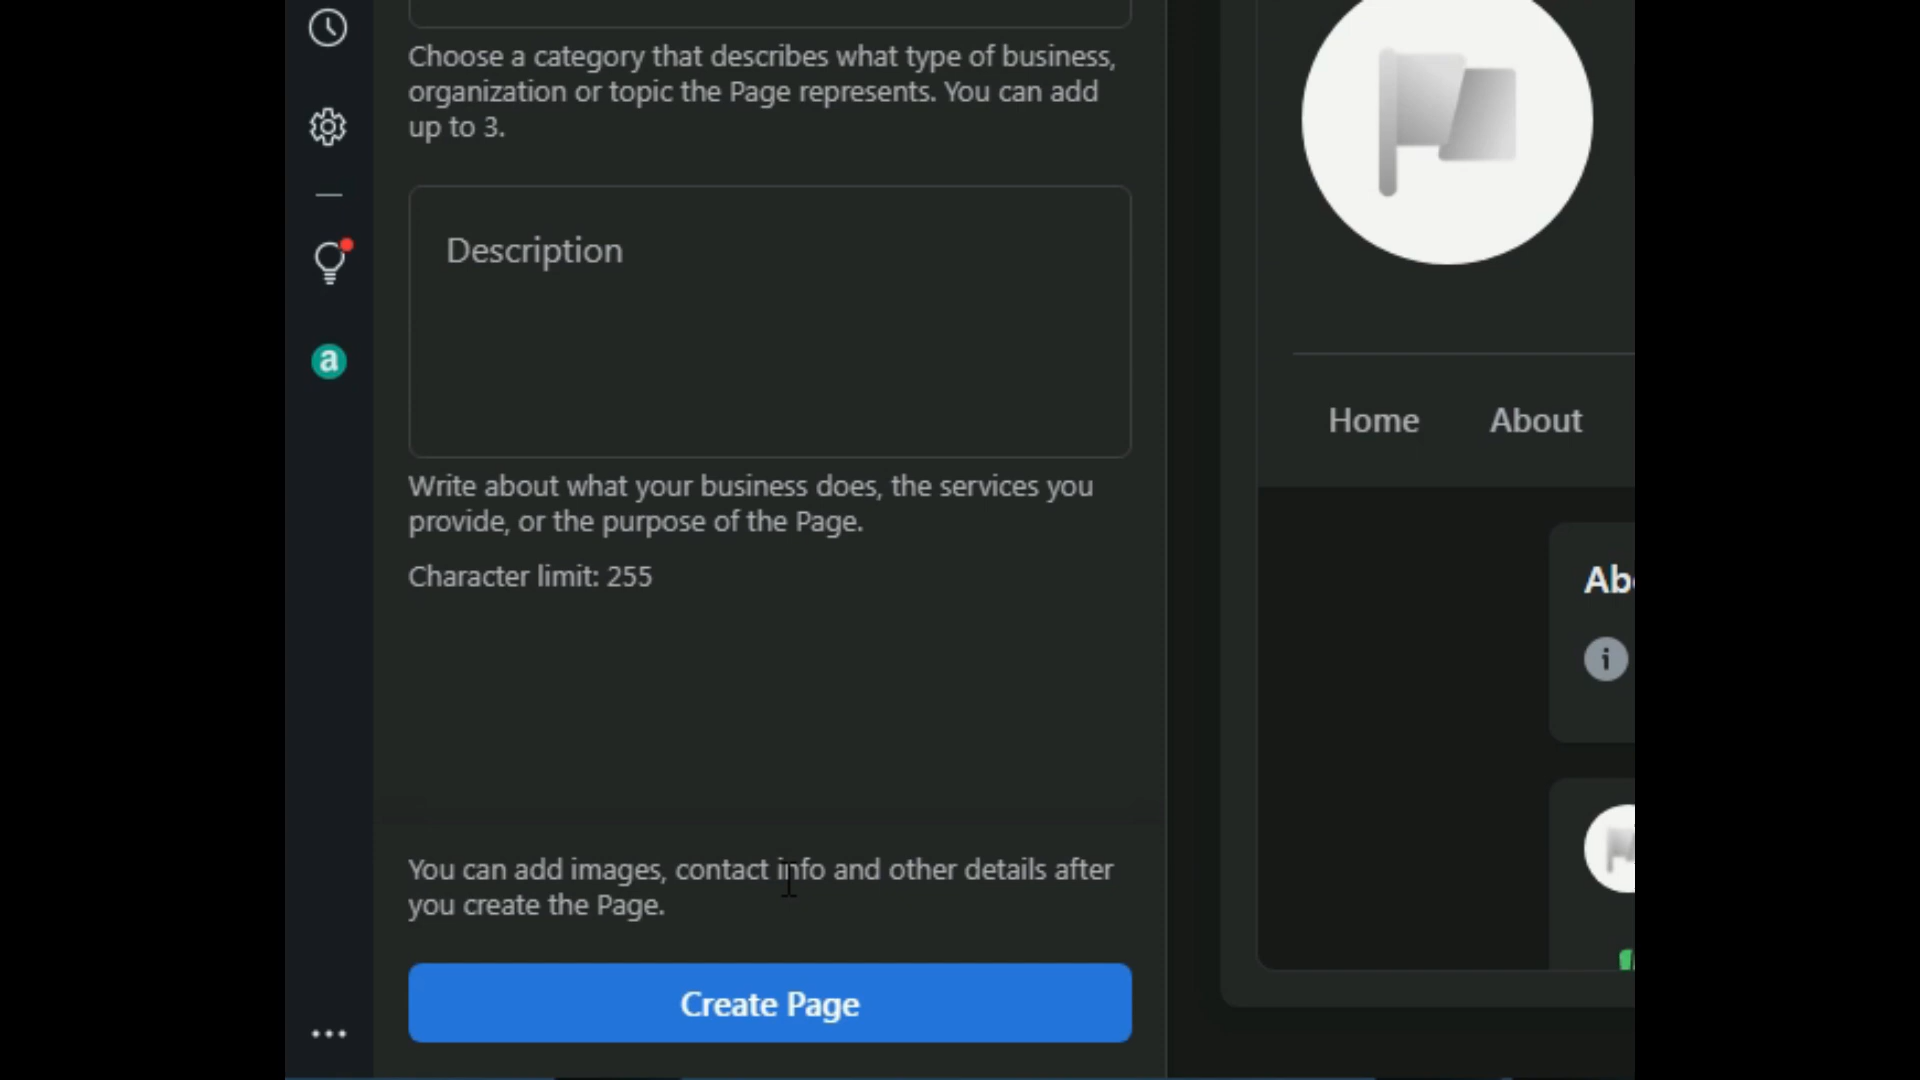 Choose a category that describes what type of business,
organization or topic the Page represents. You can add
up to 3.
Description
Write about what your business does, the services you
provide, or the purpose of the Page.
Character limit: 255
You can add images, contact info and other details after
you create the Page.
Create Page
a
Home About